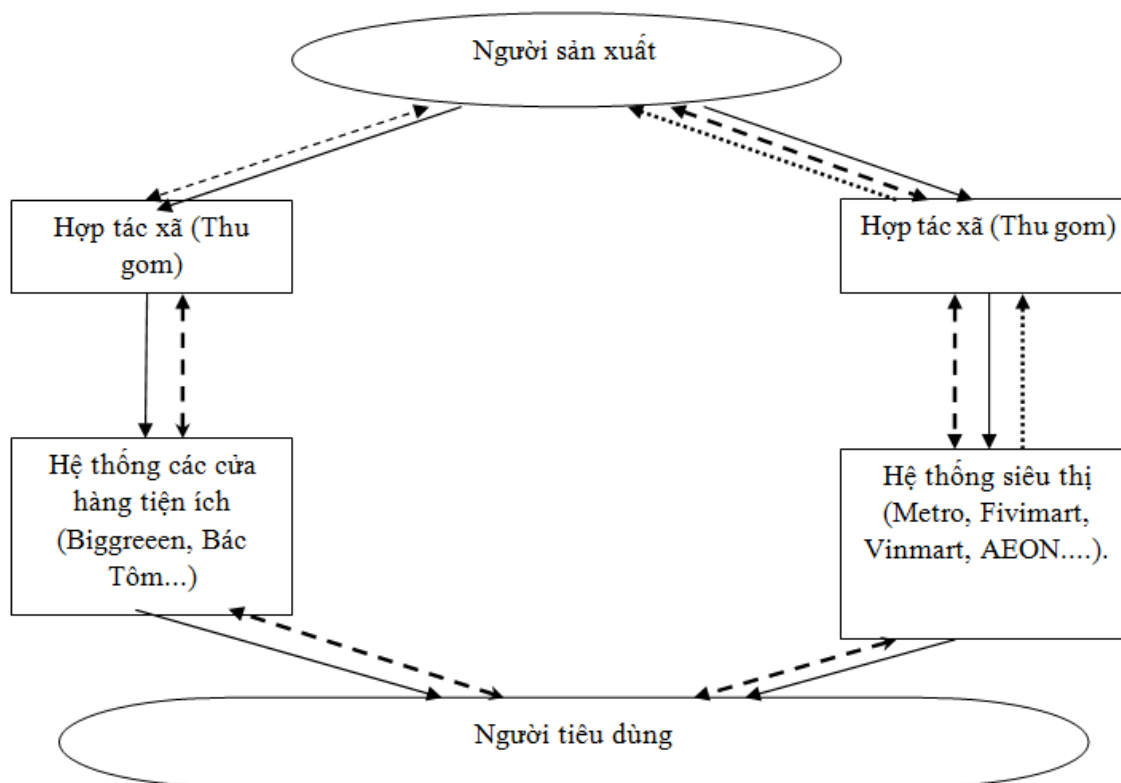 Người sản xuất
Hợp tác xã (Thu
gom)
Hợp tác xã (Thu gom)
Hệ thống các cửa
hàng tiện ích
(Biggreeen, Bác
Tôm...)
Hệ thống siêu thị
(Metro, Fivimart,
Vinmart, AEON....).
Người tiêu dùng